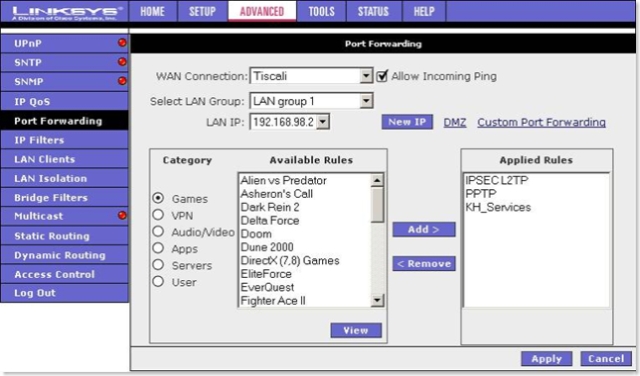 LINKSYS®
A Division of Cisco Systems, Inc.
HOME SETUP ADVANCED TOOLS STATUS HELP
UPnP
SNTP
SNMP
IP QoS
Port Forwarding
IP Filters
LAN Clients
LAN Isolation
Bridge Filters
Multicast
Static Routing
Dynamic Routing
Access Control
Log Out
Port Forwarding
WAN Connection: Tiscali Allow Incoming Ping
Select LAN Group: LAN group 1
LAN IP: 192.168.98.2 New IP DMZ Custom Port Forwarding
Category
Games
VPN
Audio/Video
Apps
Servers
User
Available Rules
Alien vs Predator
Asheron's Call
Dark Rein 2
Delta Force
Doom
Dune 2000
DirectX (7,8) Games
EliteForce
EverQuest
Fighter Ace II
View
Add >
< Remove
Applied Rules
IPSEC L2TP
PPTP
KH_Services
Apply Cancel